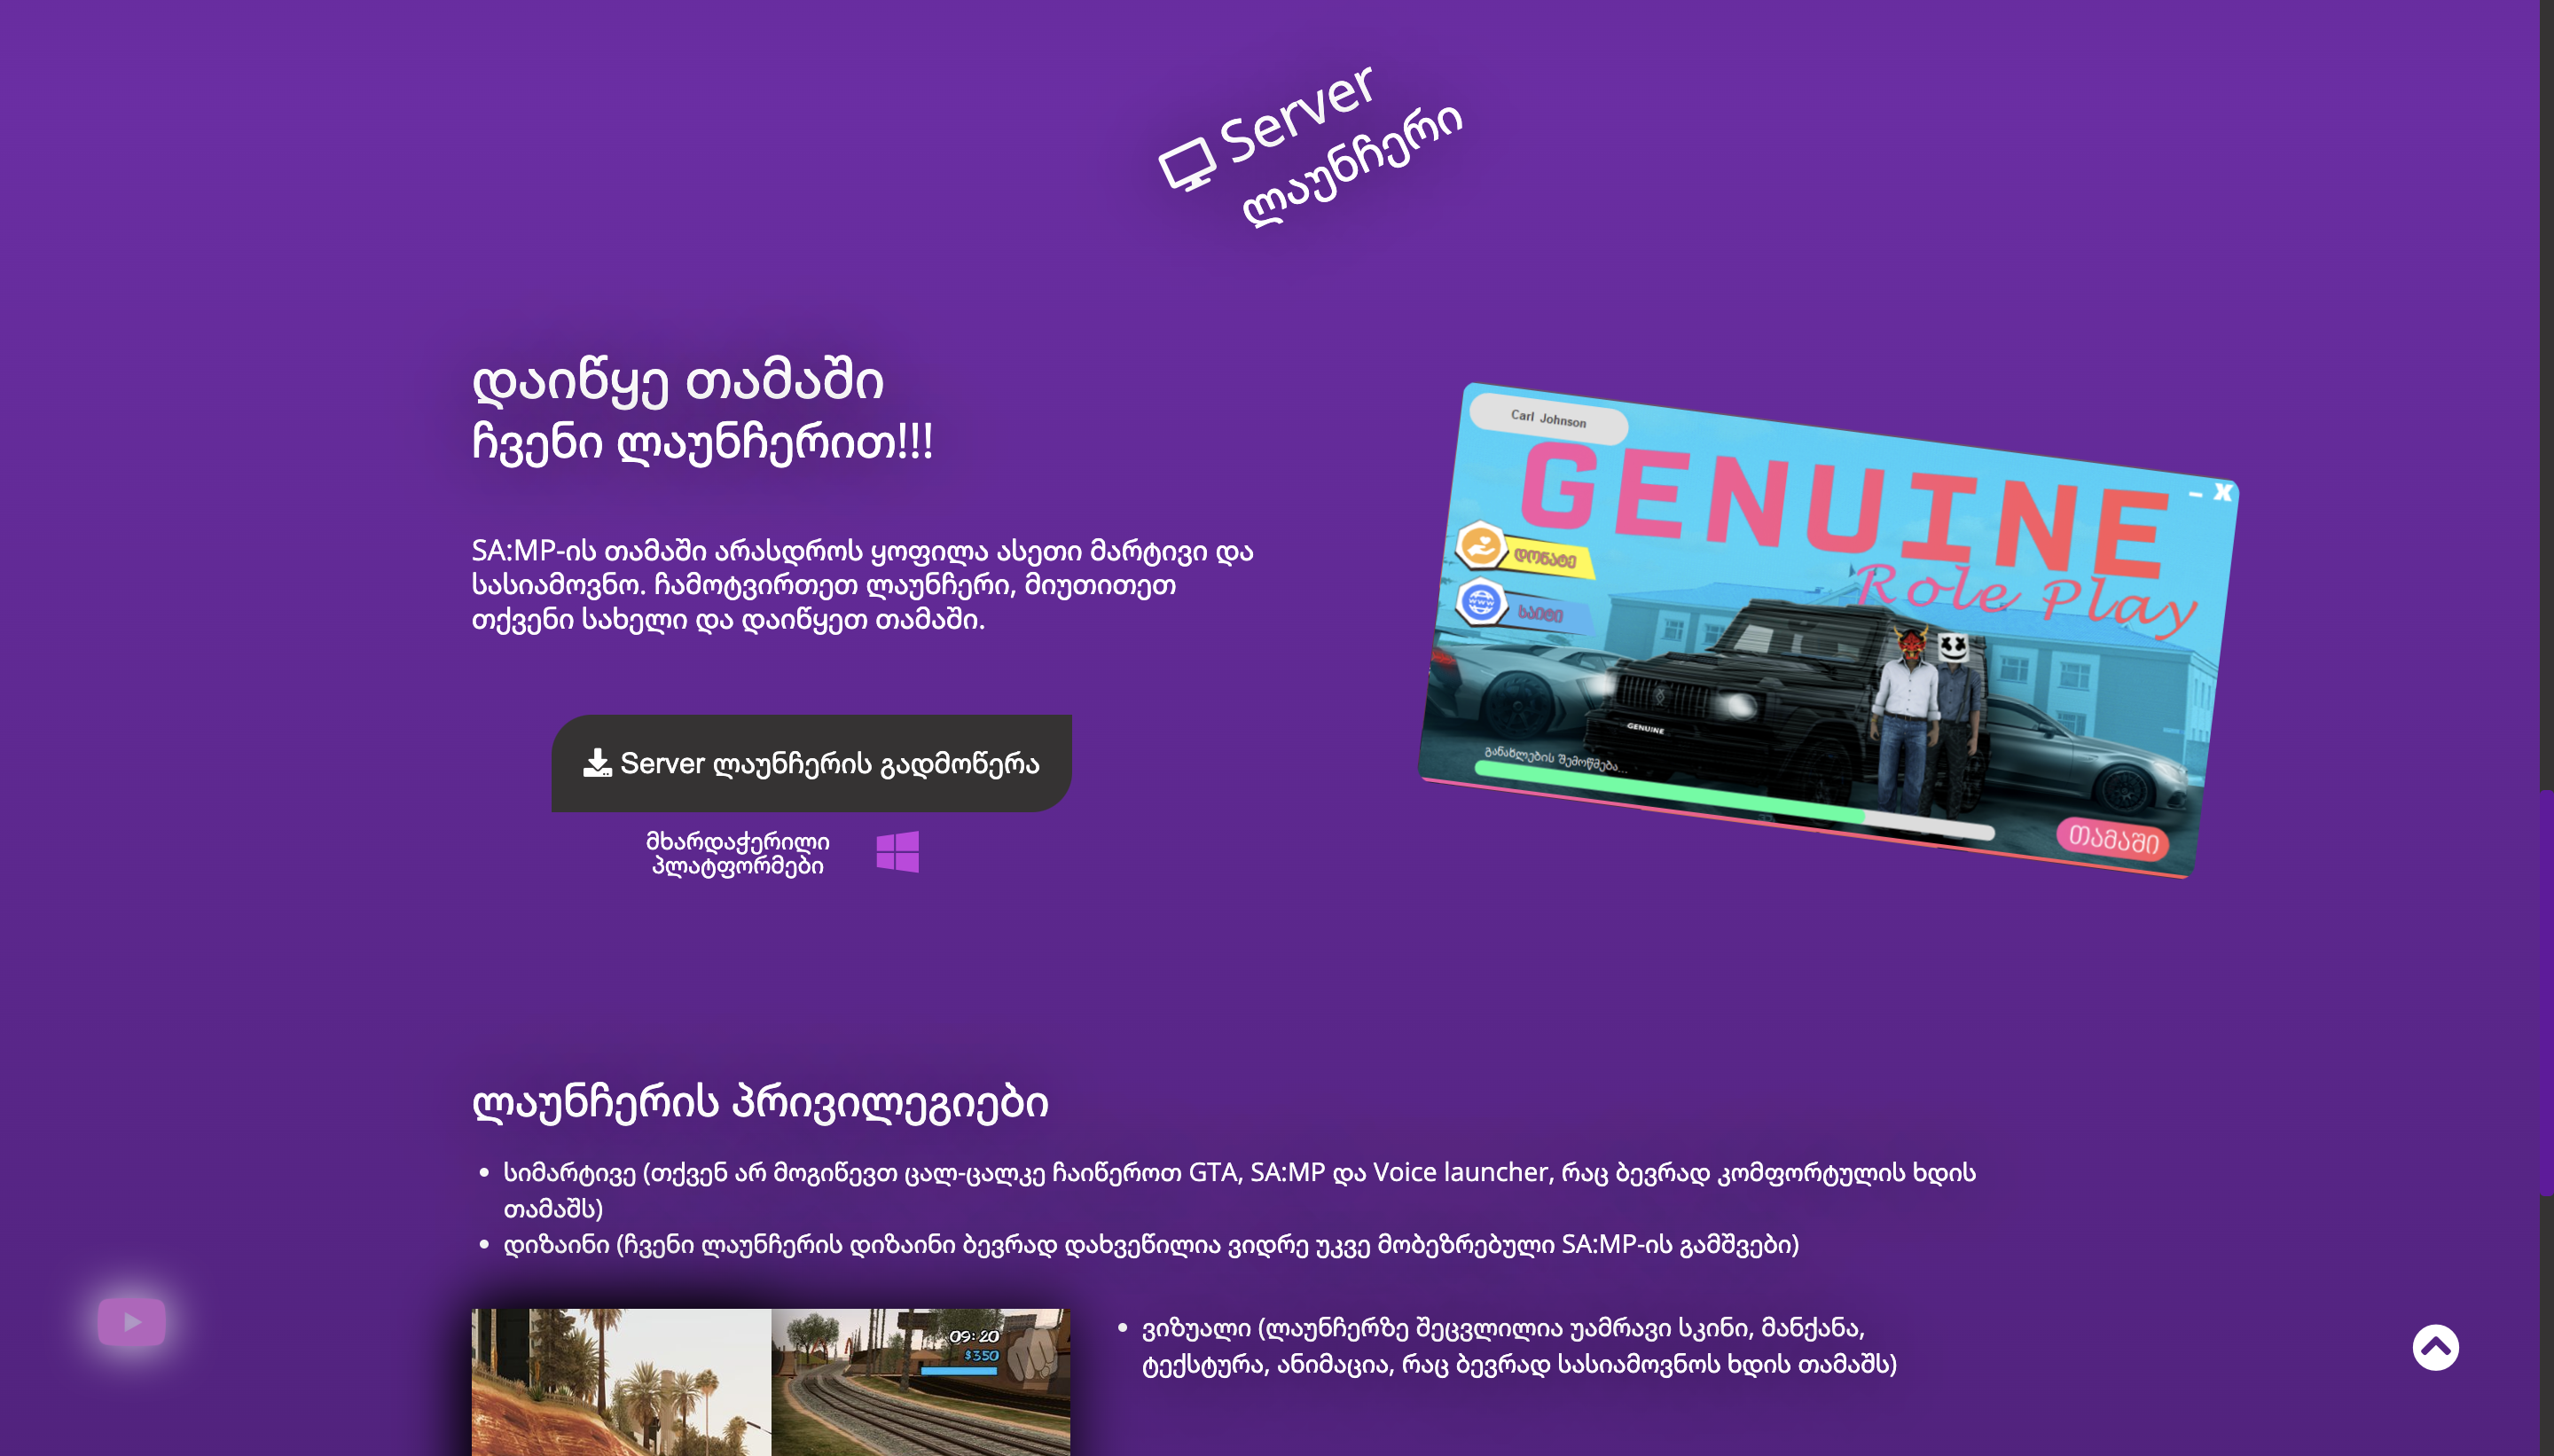 Server
ლაუნჩერი
დაიწყე თამაში
ჩვენი ლაუნჩერით!!!
SA:MP-ის თამაში არასდროს ყოფილა ასეთი მარტივი და
სასიამოვნო. ჩამოტვირთეთ ლაუნჩერი, მიუთითეთ
თქვენი სახელი და დაიწყეთ თამაში.
Server ლაუნჩერის გადმოწერა
მხარდაჭერილი
პლატფორმები
Carl Johnson
GENUINE
Role Play
დონატე
WWW
საიტი
GENUINE
განახლების შემოწმება...
თამაში
ლაუნჩერის პრივილეგიები
• სიმარტივე (თქვენ არ მოგიწევთ ცალ-ცალკე ჩაიწეროთ GTA, SA:MP და Voice launcher, რაც ბევრად კომფორტულის ხდის
თამაშს)
• დიზაინი (ჩვენი ლაუნჩერის დიზაინი ბევრად დახვეწილია ვიდრე უკვე მობეზრებული SA:MP-ის გამშვები)
09:20
$350
• ვიზუალი (ლაუნჩერზე შეცვლილია უამრავი სკინი, მანქანა,
ტექსტურა, ანიმაცია, რაც ბევრად სასიამოვნოს ხდის თამაშს)